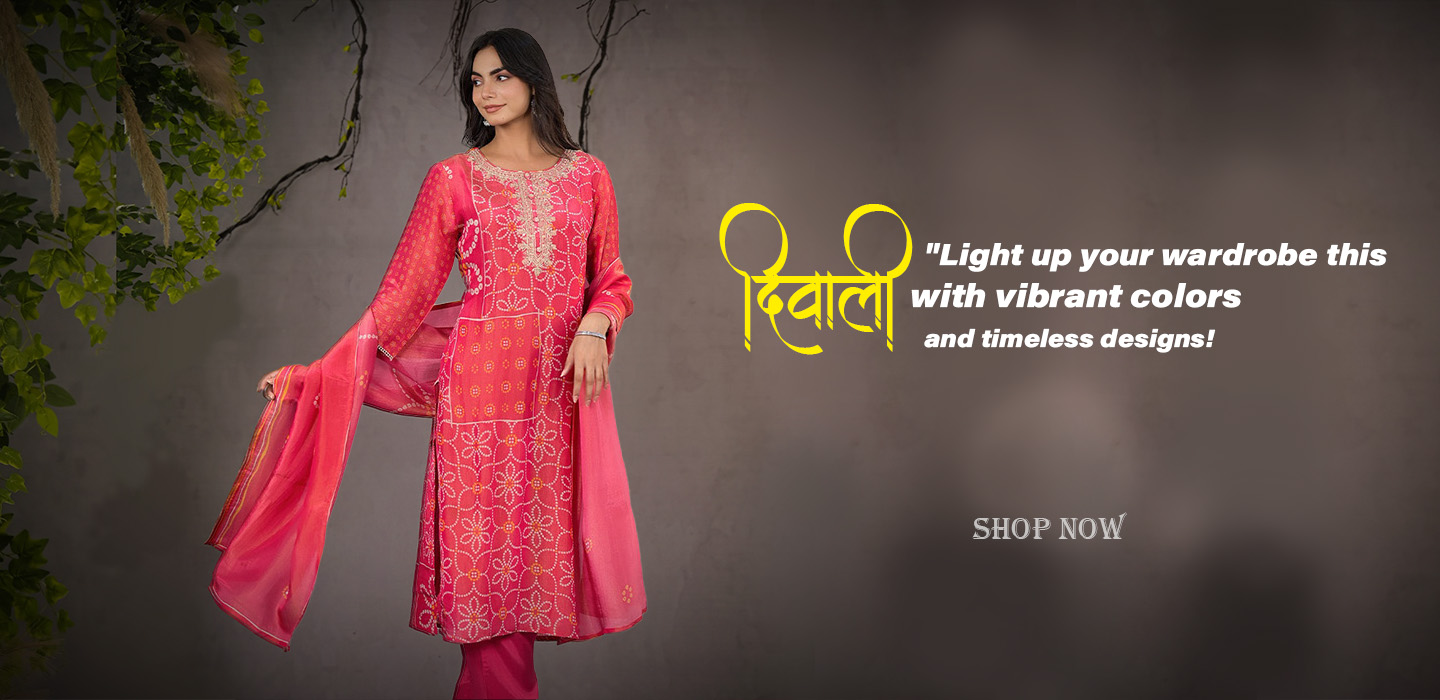 दिवाली
"Light up your wardrobe this
with vibrant colors
and timeless designs!
SHOP NOW